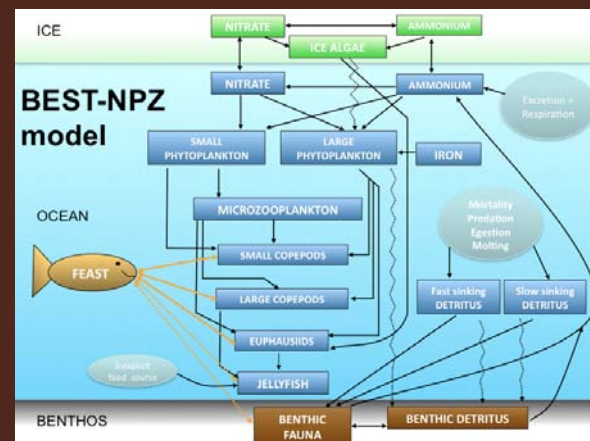 ICE
NITRATE
AMMONIUM
ICE ALGAE
BEST-NPZ
model
NITRATE
AMMONIUM
Excretion +
Respiration
SMALL
PHYTOPLANKTON
LARGE
PHYTOPLANKTON
IRON
OCEAN
MICROZOOPLANKTON
Mortality
Predation
Egestion
Molting
SMALL COPEPODS
FEAST
LARGE COPEPODS
Fast sinking
DETRITUS
Slow sinking
DETRITUS
EUPHAUSIIDS
food source
JELLYFISH
BENTHOS
BENTHIC
FAUNA
BENTHIC DETRITUS